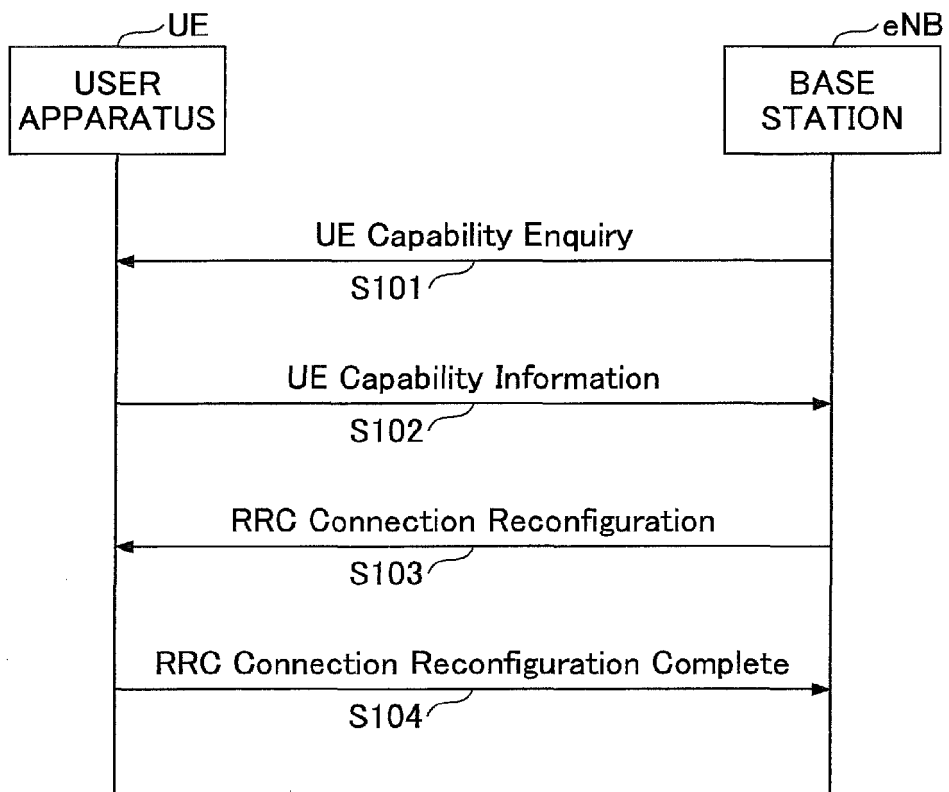 UE
eNB
USER
APPARATUS
BASE
STATION
UE Capability Enquiry
S101
UE Capability Information
S102
RRC Connection Reconfiguration
S103
RRC Connection Reconfiguration Complete
S104